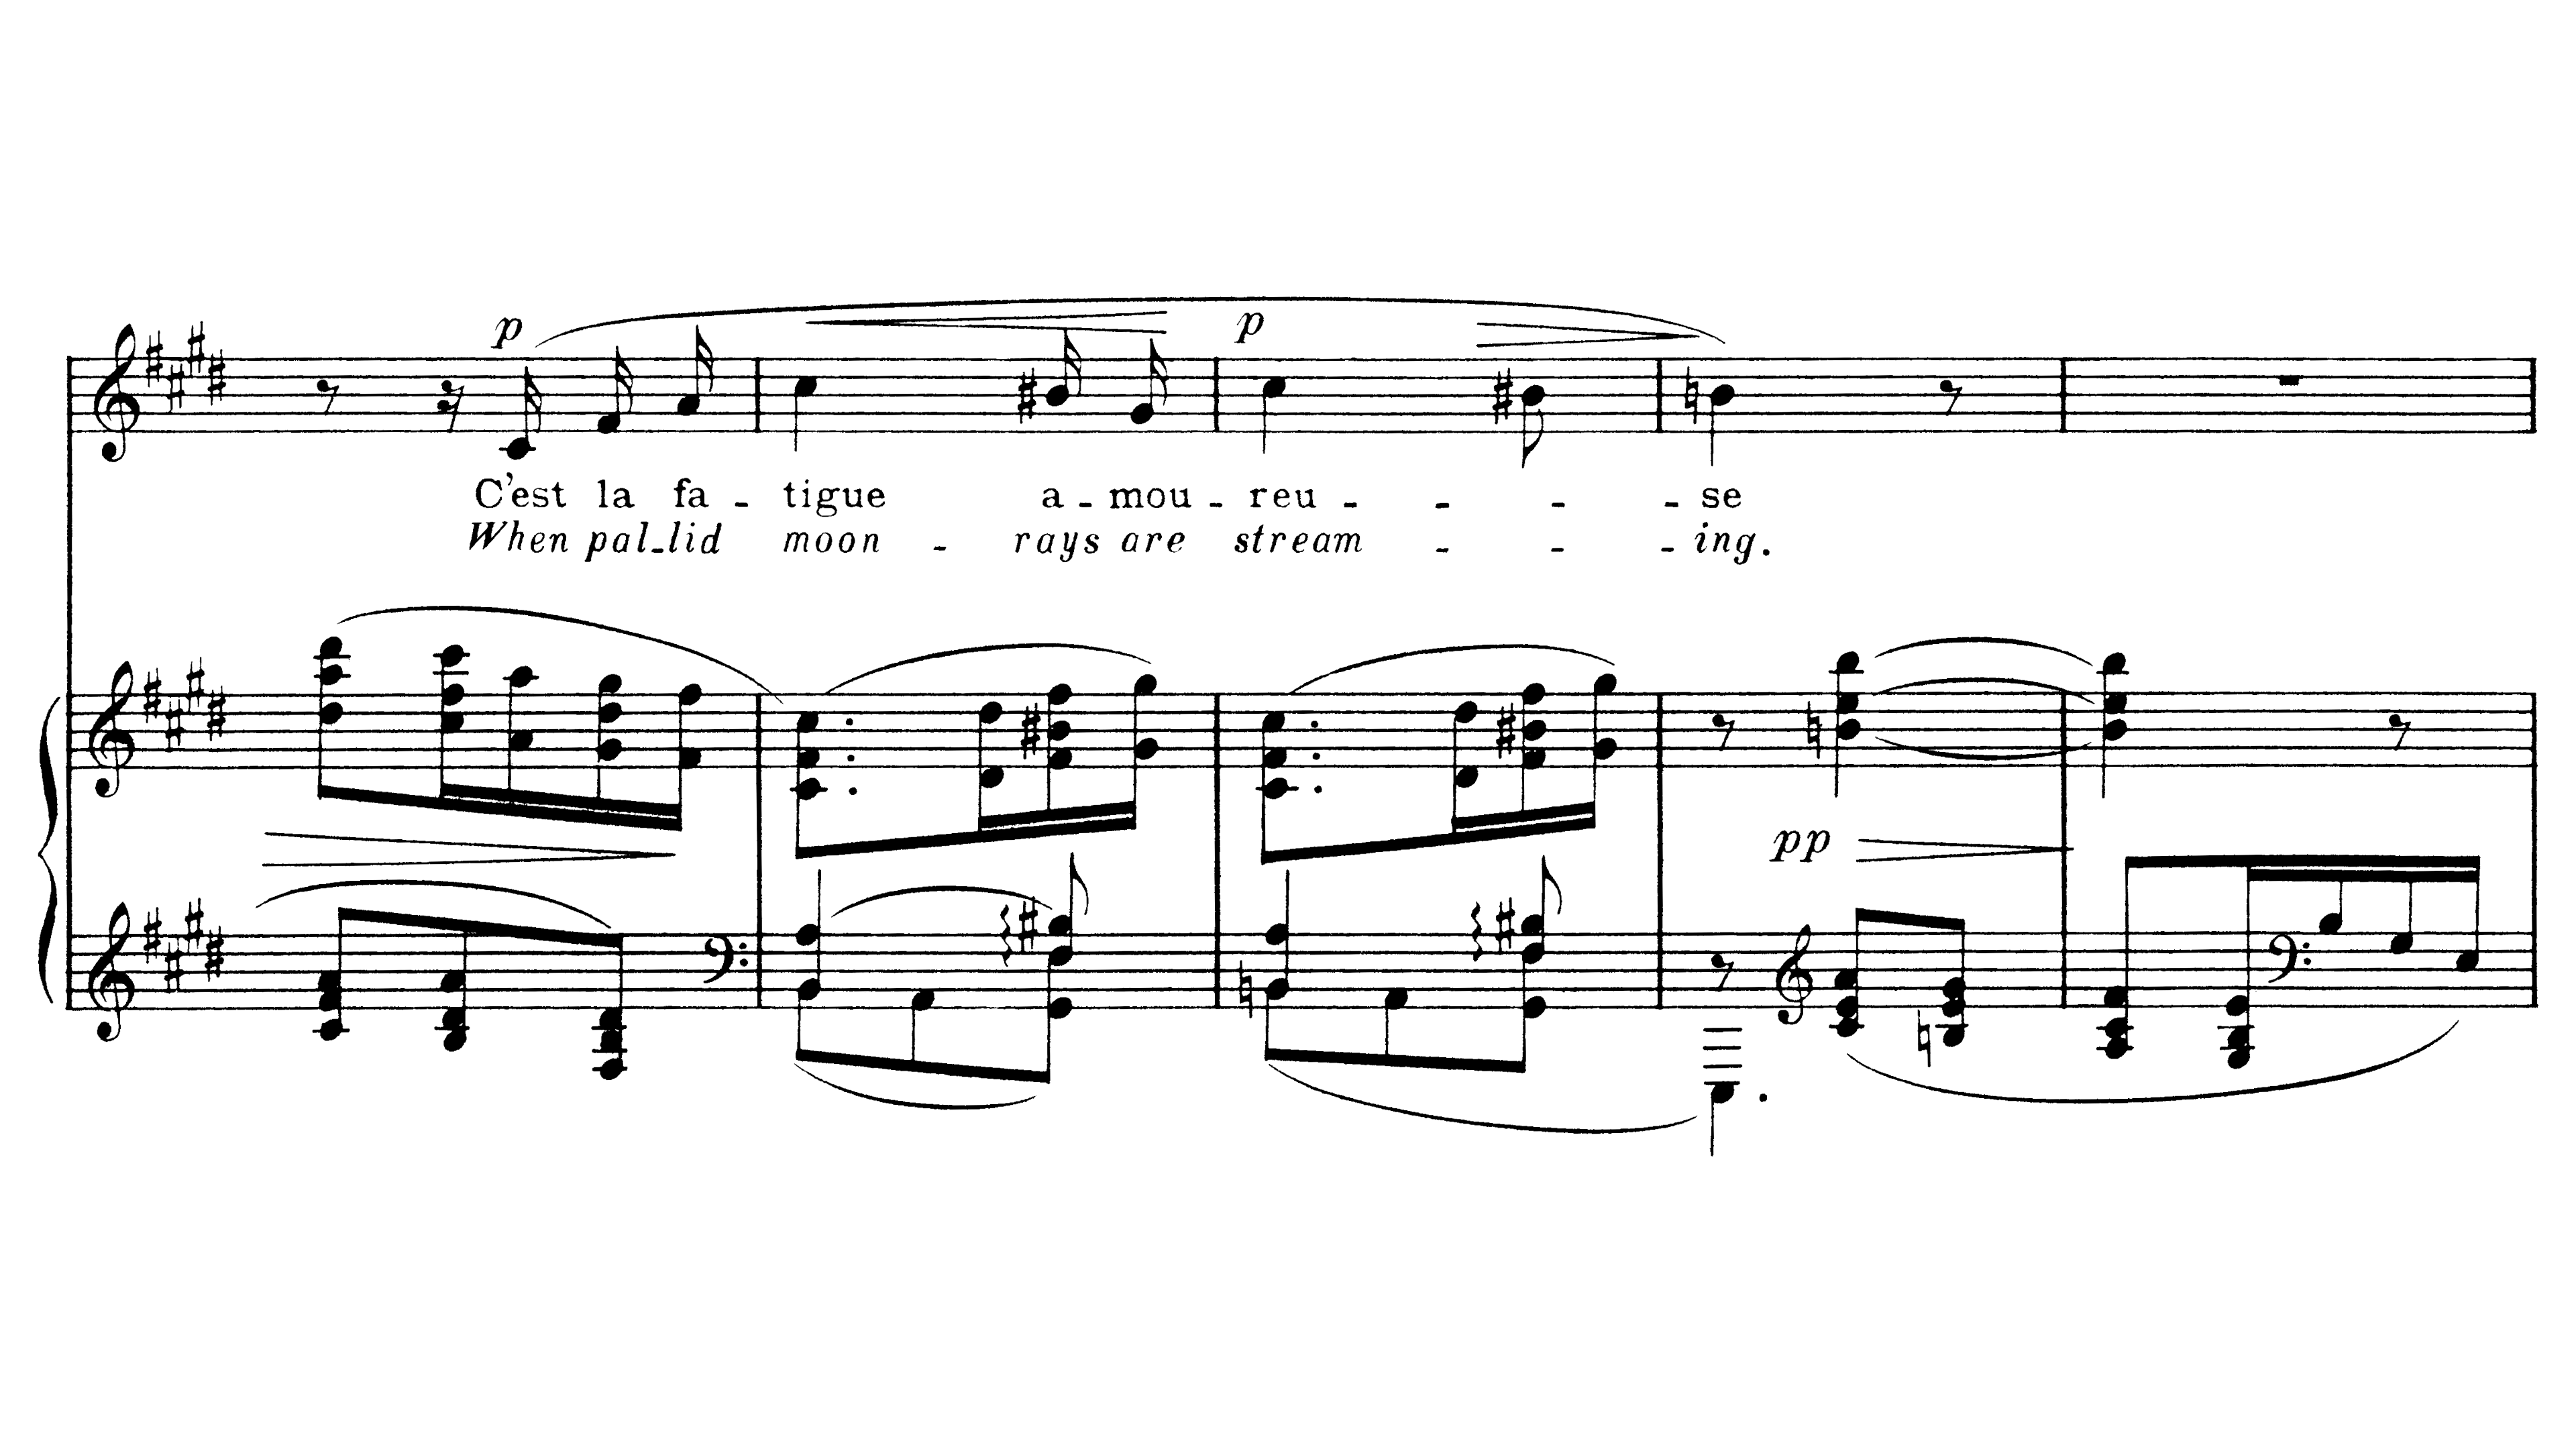 p p
C'est la fa - tigue a - mou - reu - - - - se
When pal - lid moon - rays are stream - - - ing.
pp